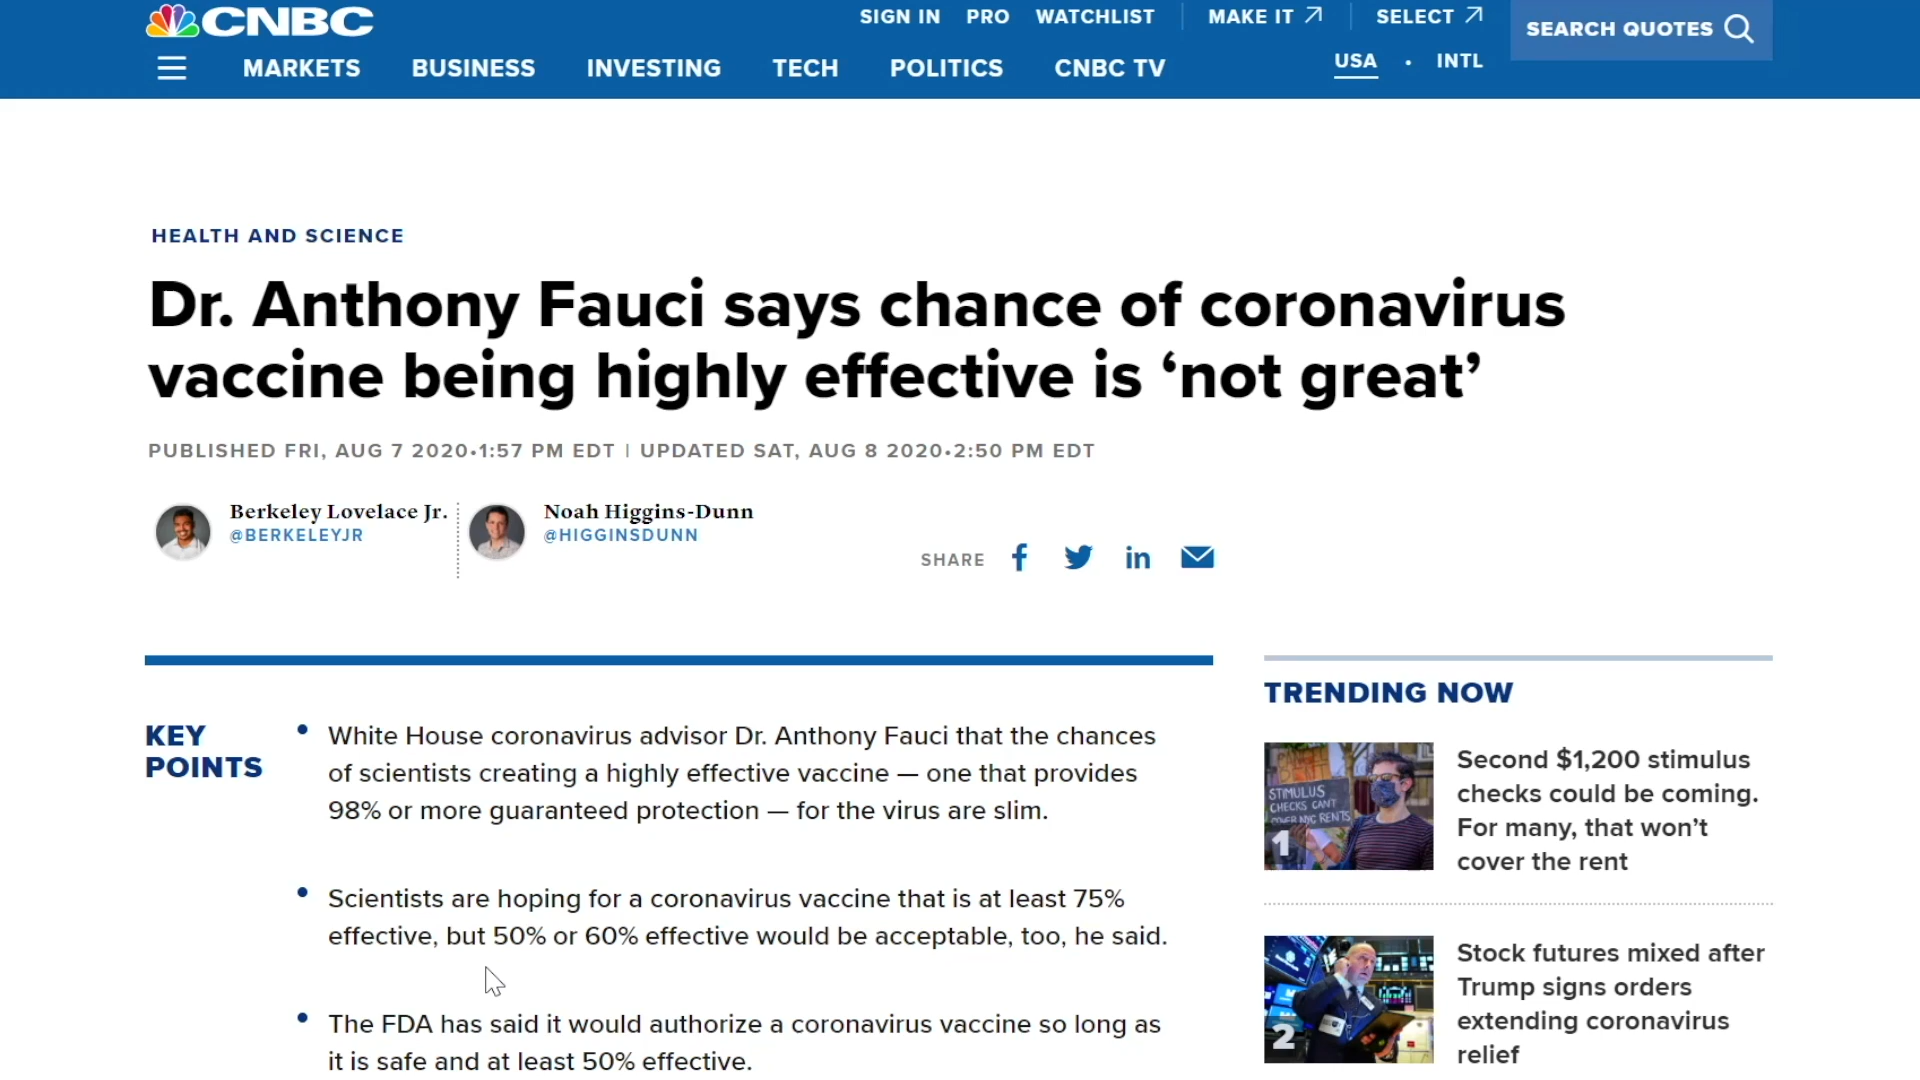 CNBC
SIGN IN PRO WATCHLIST MAKE IT SELECT
SEARCH QUOTES
MARKETS BUSINESS INVESTING TECH POLITICS CNBC TV
USA • INTL
HEALTH AND SCIENCE
Dr. Anthony Fauci says chance of coronavirus
vaccine being highly effective is ‘not great’
PUBLISHED FRI, AUG 7 2020•1:57 PM EDT | UPDATED SAT, AUG 8 2020•2:50 PM EDT
Berkeley Lovelace Jr.
@BERKELEYJR
Noah Higgins-Dunn
@HIGGINSDUNN
SHARE
KEY
POINTS
• White House coronavirus advisor Dr. Anthony Fauci that the chances
of scientists creating a highly effective vaccine — one that provides
98% or more guaranteed protection — for the virus are slim.
• Scientists are hoping for a coronavirus vaccine that is at least 75%
effective, but 50% or 60% effective would be acceptable, too, he said.
• The FDA has said it would authorize a coronavirus vaccine so long as
it is safe and at least 50% effective.
TRENDING NOW
STIMULUS
CHECKS CAN'T
COVER NYC RENTS
1
Second $1,200 stimulus
checks could be coming.
For many, that won’t
cover the rent
2
Stock futures mixed after
Trump signs orders
extending coronavirus
relief